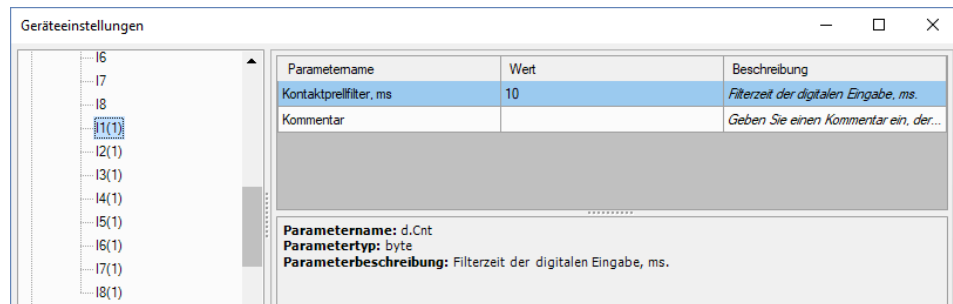 Geräteeinstellungen
I6
I7
I8
I1(1)
I2(1)
I3(1)
I4(1)
I5(1)
I6(1)
I7(1)
I8(1)
Parametername Wert Beschreibung
Kontaktprellfilter, ms 10 Filterzeit der digitalen Eingabe, ms.
Kommentar Geben Sie einen Kommentar ein, der...
Parametername: d.Cnt
Parametertyp: byte
Parameterbeschreibung: Filterzeit der digitalen Eingabe, ms.